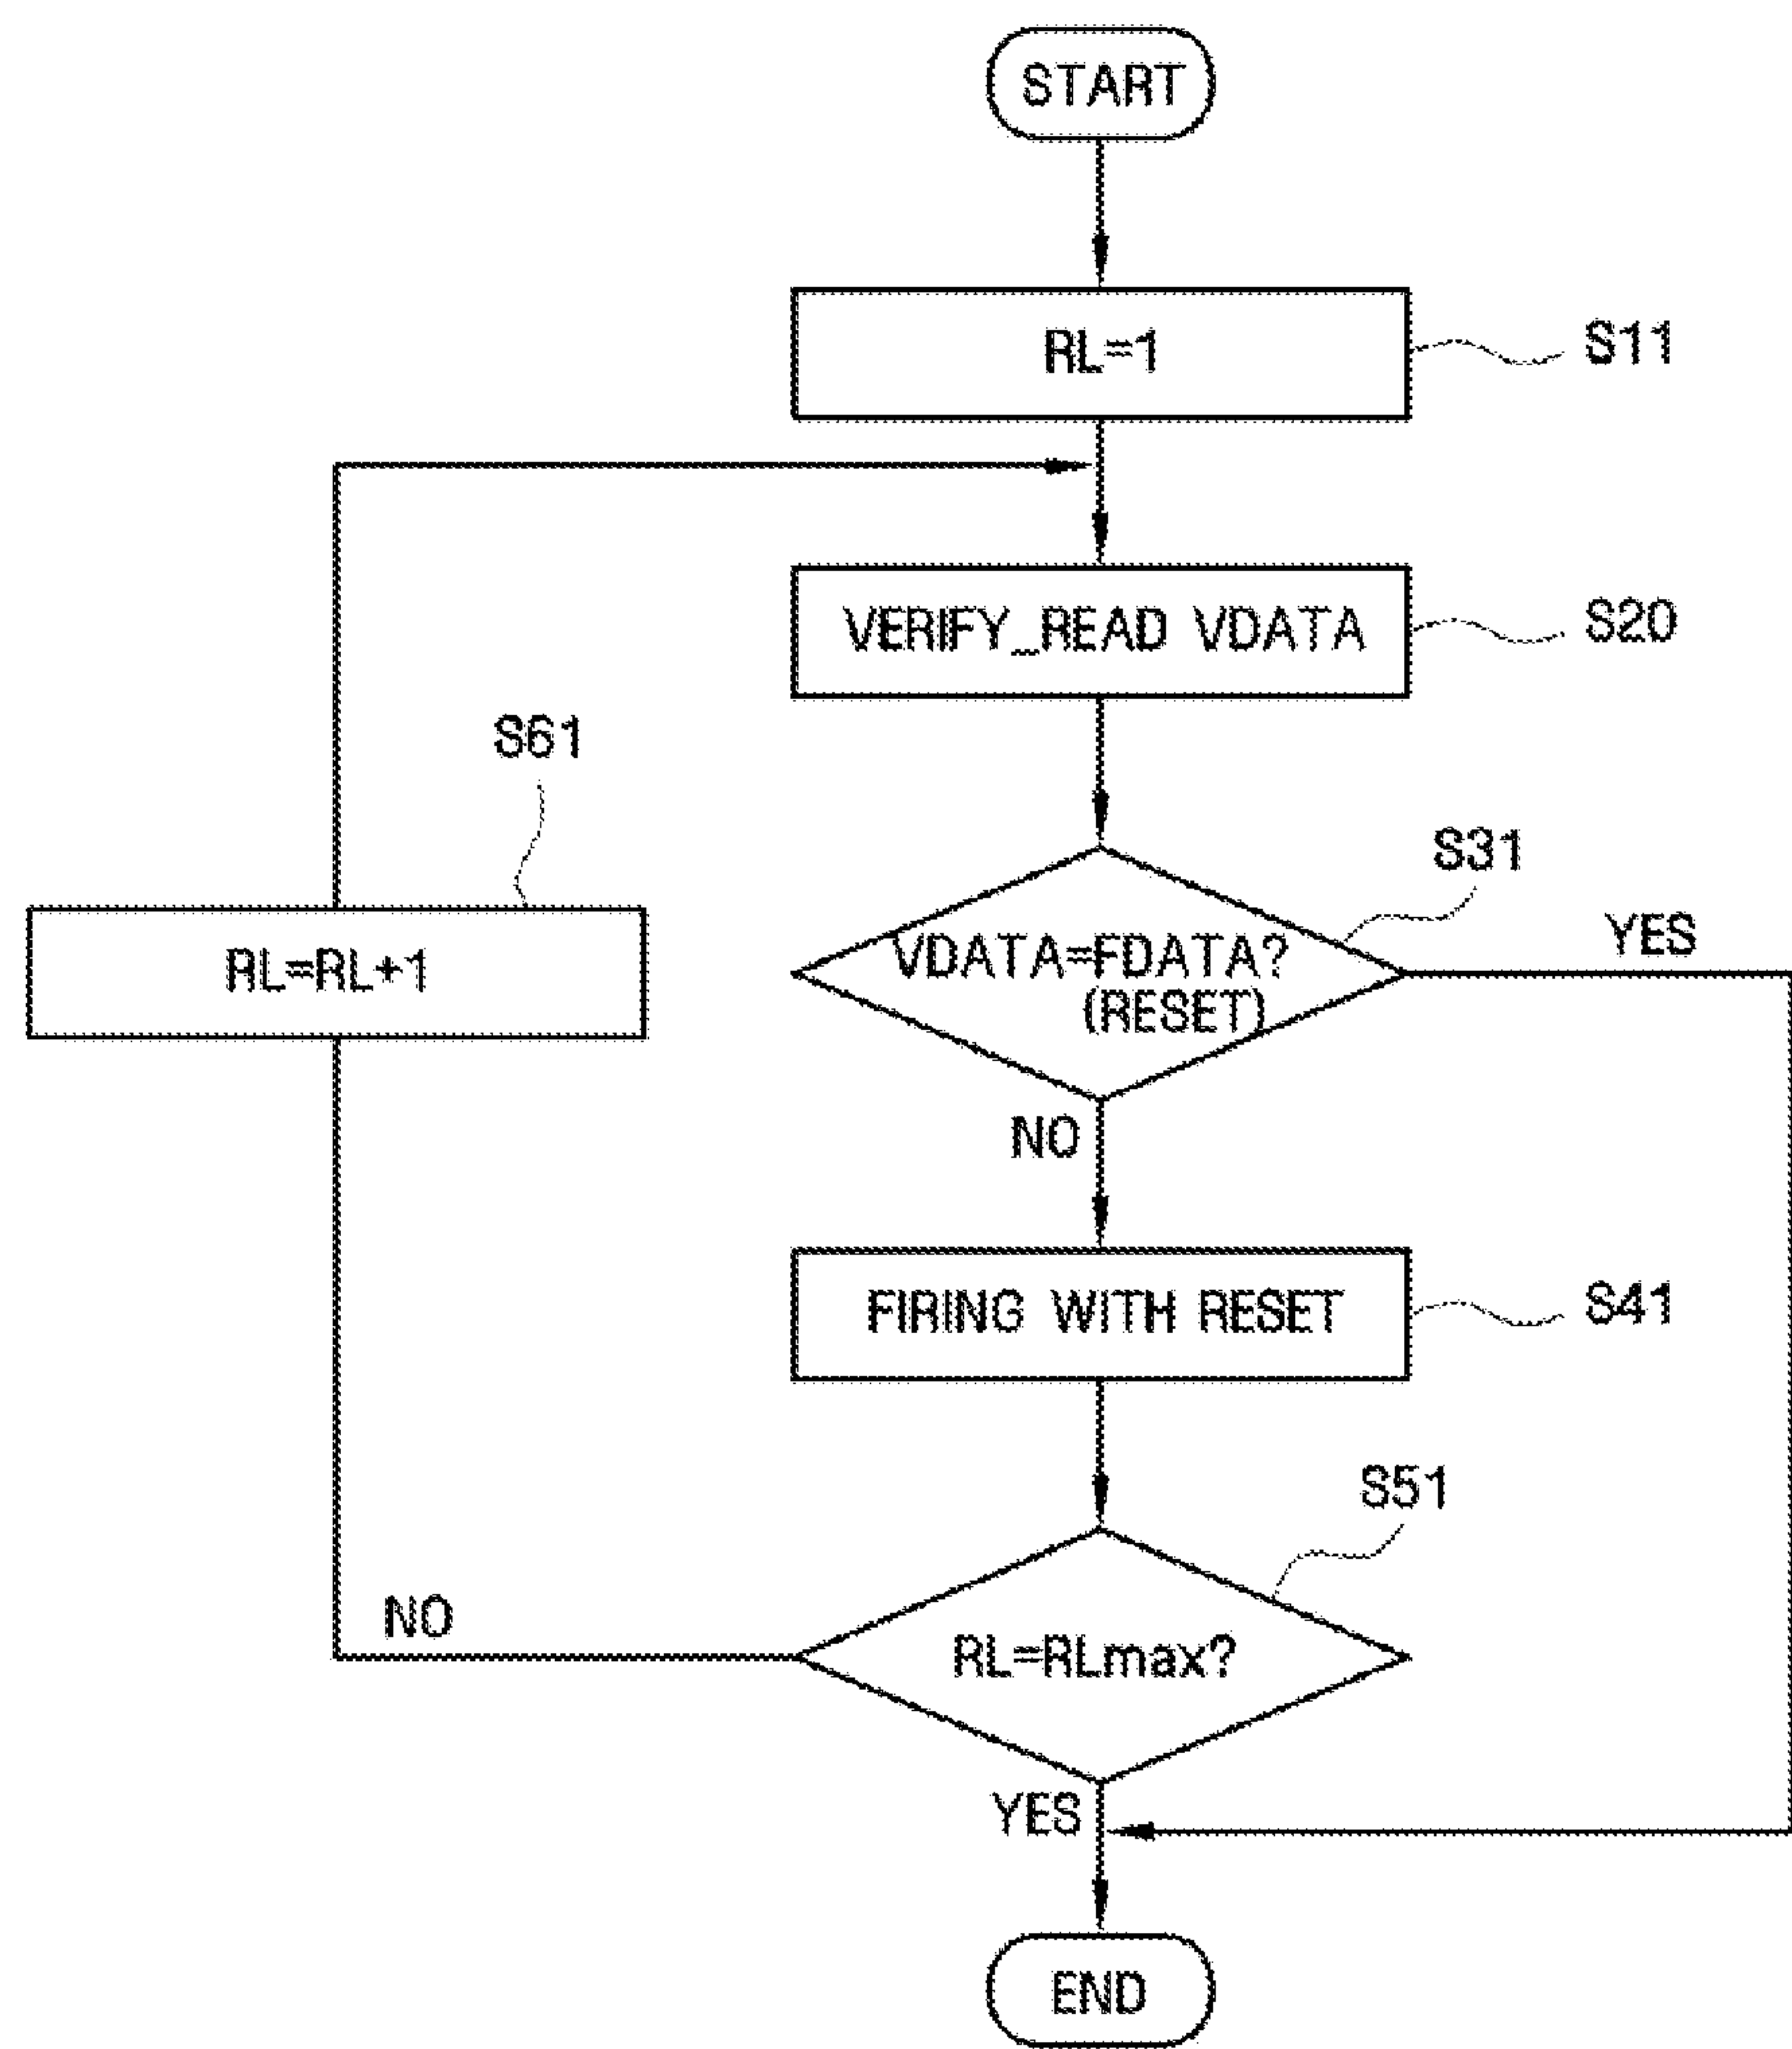 START
RL=1
S11
VERIFY_READ VDATA
S20
S61
RL=RL+1
S31
VDATA=FDATA?
(RESET)
YES
NO
FIRING WITH RESET
S41
S51
RL=RLmax?
NO
YES
END